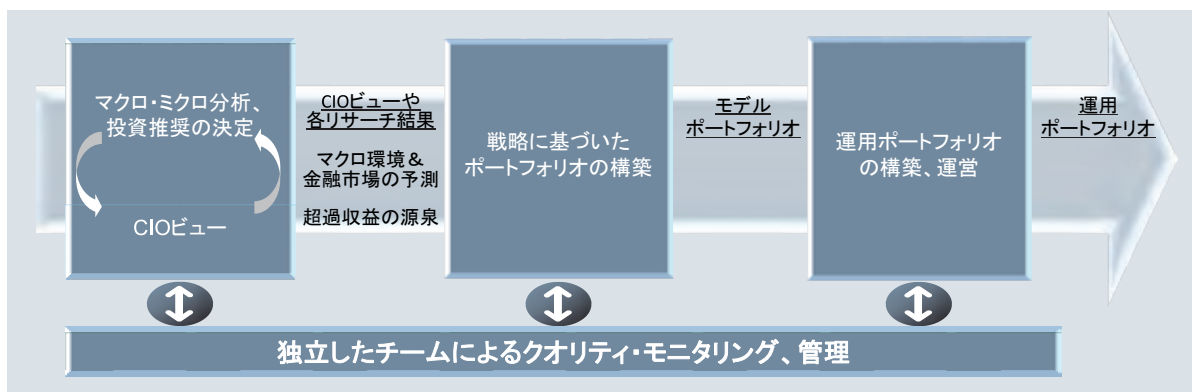 マクロ・ミクロ分析、
投資推奨の決定
CIOビュー
CIOビューや
各リサーチ結果
マクロ環境＆
金融市場の予測
超過収益の源泉
戦略に基づいた
ポートフォリオの構築
モデル
ポートフォリオ
運用ポートフォリオ
の構築、運営
運用
ポートフォリオ
独立したチームによるクオリティ・モニタリング、管理